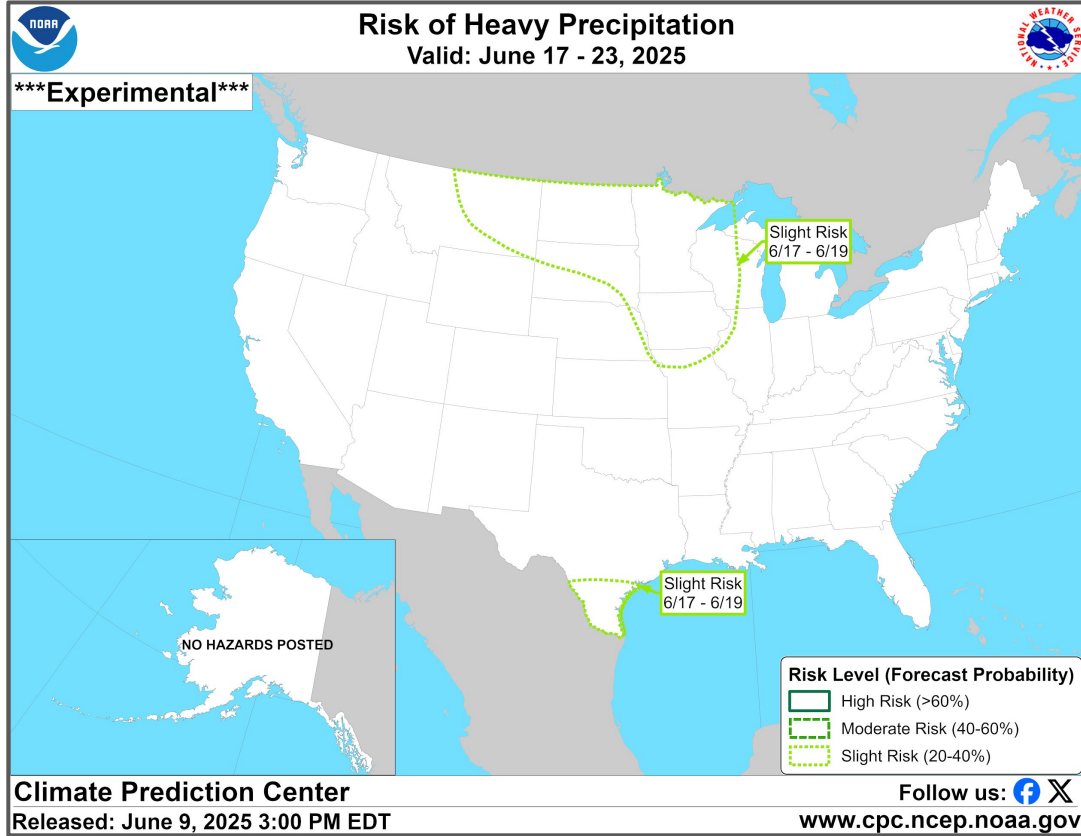 NOAA
Risk of Heavy Precipitation
Valid: June 17 - 23, 2025
NATIONAL WEATHER SERVICE
***Experimental***
Slight Risk
6/17 - 6/19
Slight Risk
6/17 - 6/19
NO HAZARDS POSTED
Risk Level (Forecast Probability)
High Risk (>60%)
Moderate Risk (40-60%)
Slight Risk (20-40%)
Climate Prediction Center
Follow us:
Released: June 9, 2025 3:00 PM EDT
www.cpc.ncep.noaa.gov